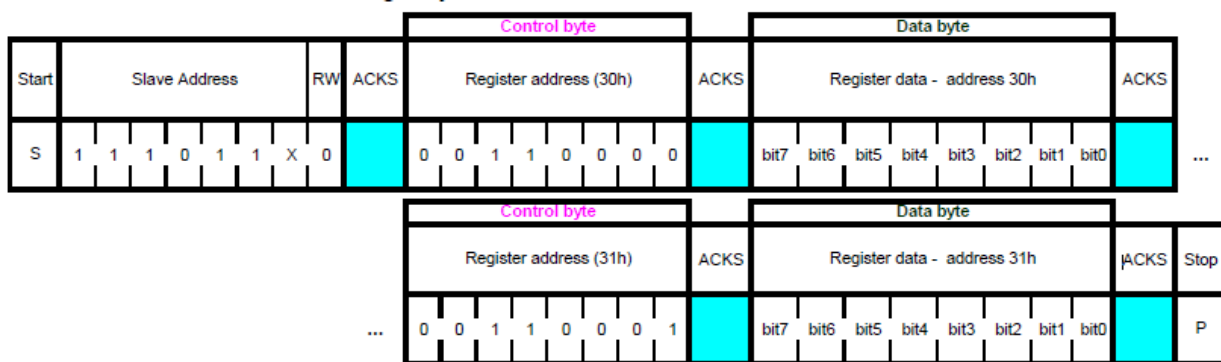 Control byte Data byte
Start Slave Address RW ACKS Register address (30h) ACKS Register data - address 30h ACKS
S 1 1 1 0 1 1 X 0 0 0 1 1 0 0 0 0 bit7 bit6 bit5 bit4 bit3 bit2 bit1 bit0 ...
Control byte Data byte
Register address (31h) ACKS Register data - address 31h ACKS Stop
... 0 0 1 1 0 0 0 1 bit7 bit6 bit5 bit4 bit3 bit2 bit1 bit0 P